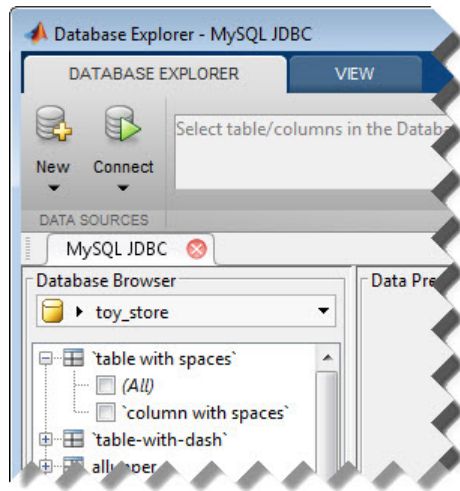 Database Explorer - MySQL JDBC
DATABASE EXPLORER
VIEW
Select table/columns in the Databa
New
Connect
DATA SOURCES
MySQL JDBC
Database Browser
Data Pre
toy_store
`table with spaces`
(All)
`column with spaces`
`table-with-dash`